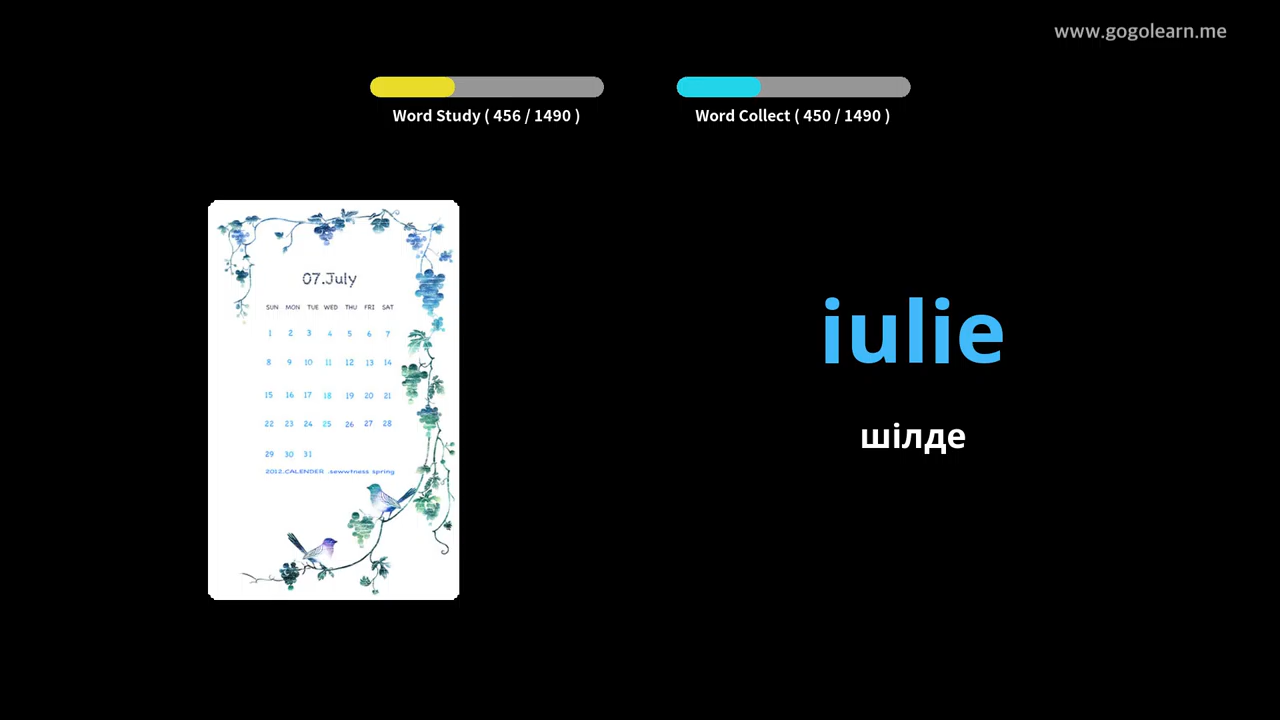 www.gogolearn.me
Word Study ( 456 / 1490 )
Word Collect ( 450 / 1490 )
07.July
SUN MON TUE WED THU FRI SAT
1 2 3 4 5 6 7
8 9 10 11 12 13 14
15 16 17 18 19 20 21
22 23 24 25 26 27 28
29 30 31
2012.CALENDER .sewwtness spring
iulie
шілде